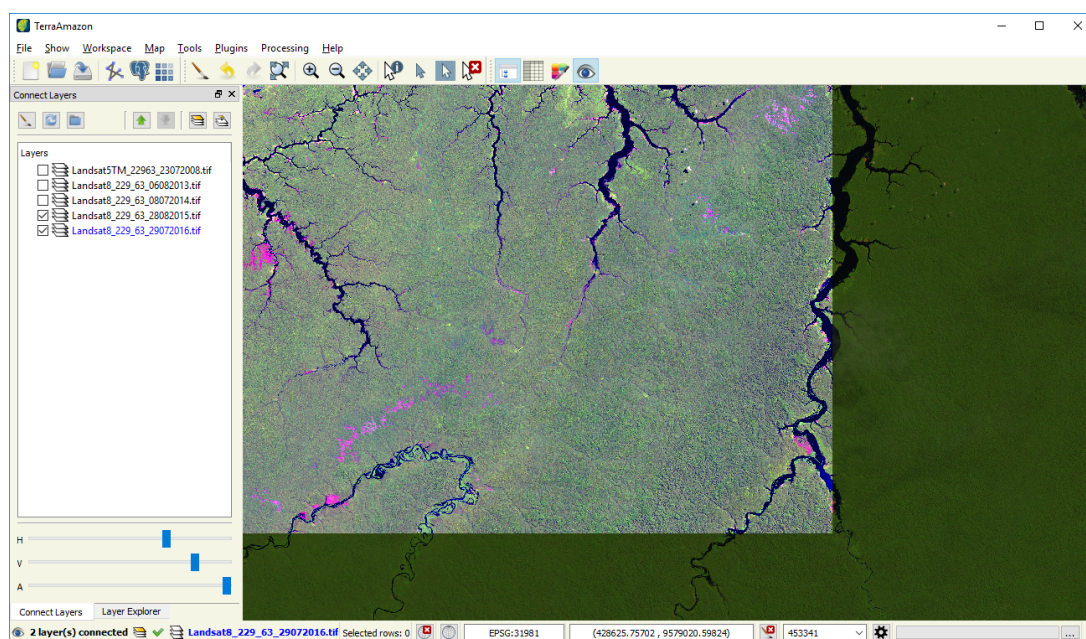 TerraAmazon
File Show Workspace Map Tools Plugins Processing Help
Connect Layers
Layers
Landsat5TM_22963_23072008.tif
Landsat8_229_63_06082013.tif
Landsat8_229_63_08072014.tif
Landsat8_229_63_28082015.tif
Landsat8_229_63_29072016.tif
H
V
A
Connect Layers Layer Explorer
2 layer(s) connected Landsat8_229_63_29072016.tif Selected rows: 0 EPSG:31981 (428625.75702 , 9579020.59824) 453341 ...